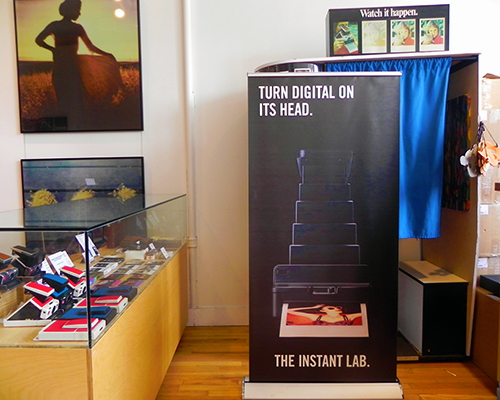 Watch it happen.
TURN DIGITAL ON
ITS HEAD.
THE INSTANT LAB.